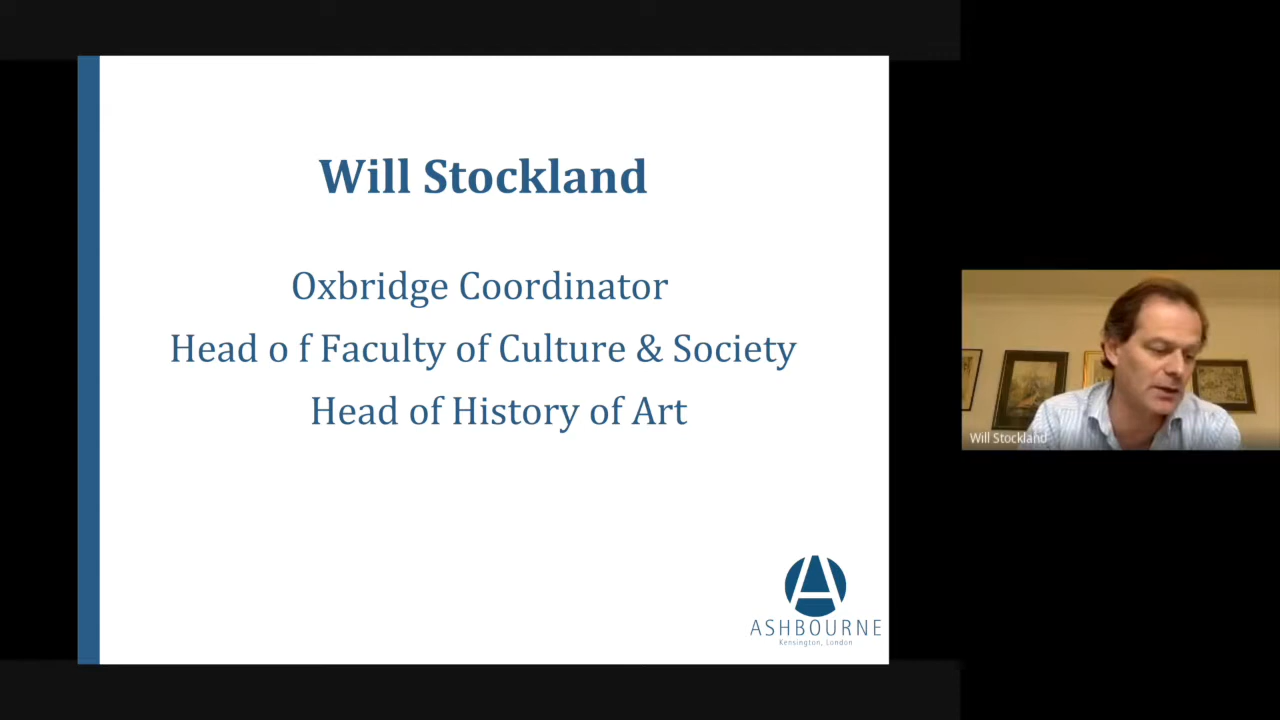 Will Stockland
Oxbridge Coordinator
Head o f Faculty of Culture & Society
Head of History of Art
A
ASHBOURNE
Kensington, London
Will Stockland